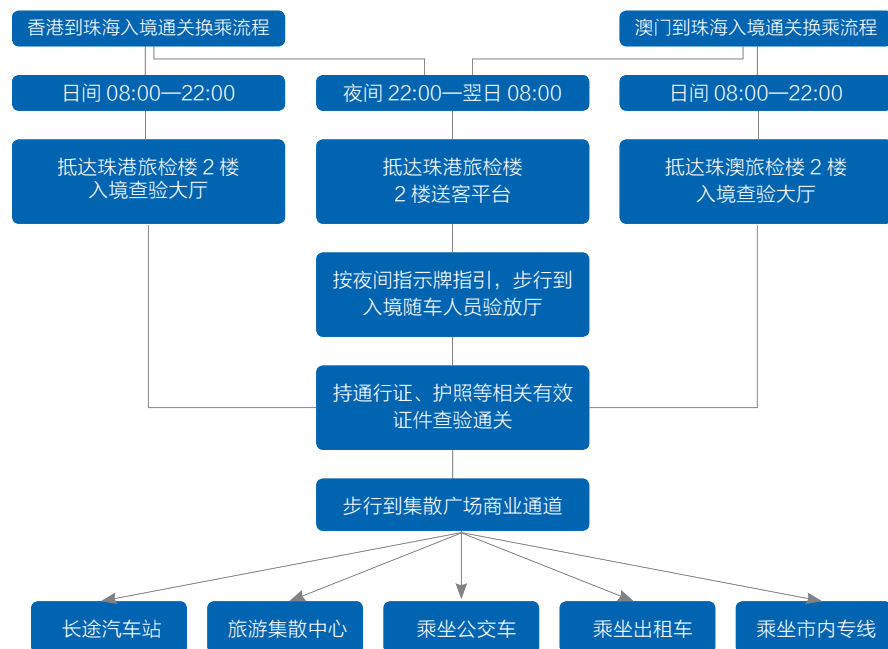 香港到珠海入境通关换乘流程
澳门到珠海入境通关换乘流程
日间 08:00—22:00
夜间 22:00—翌日 08:00
日间 08:00—22:00
抵达珠港旅检楼 2 楼
入境查验大厅
抵达珠港旅检楼
2 楼送客平台
抵达珠澳旅检楼 2 楼
入境查验大厅
按夜间指示牌指引，步行到
入境随车人员验放厅
持通行证、护照等相关有效
证件查验通关
步行到集散广场商业通道
长途汽车站
旅游集散中心
乘坐公交车
乘坐出租车
乘坐市内专线